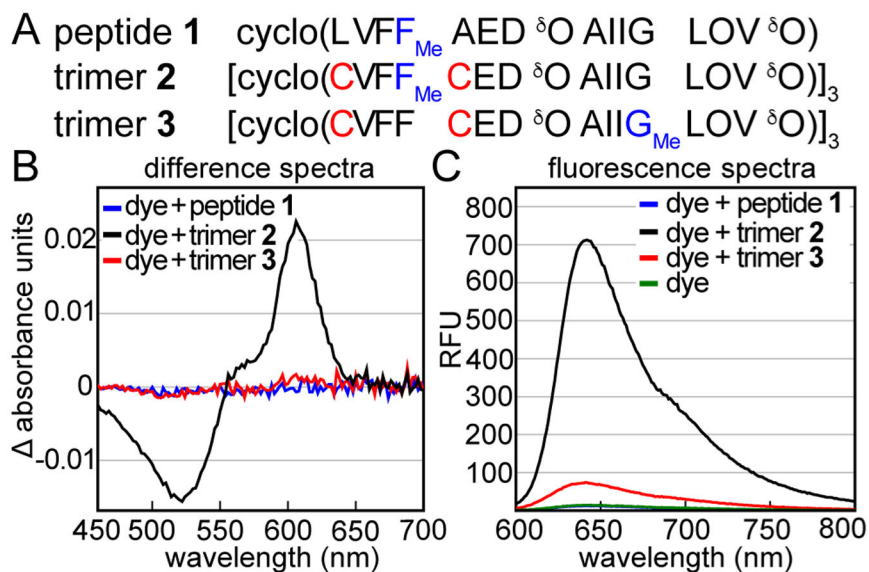 A
peptide 1 cyclo(LVFFMe AED δO AIIG LOV δO)
trimer 2 [cyclo(CVFFMe CED δO AIIG LOV δO)]3
trimer 3 [cyclo(CVFF CED δO AIIGMe LOV δO)]3
B difference spectra
Δ absorbance units
0.02
0.01
0
-0.01
dye + peptide 1
dye + trimer 2
dye + trimer 3
450 500 550 600 650 700
wavelength (nm)
C fluorescence spectra
RFU
800
700
600
500
400
300
200
100
dye + peptide 1
dye + trimer 2
dye + trimer 3
dye
600 650 700 750 800
wavelength (nm)